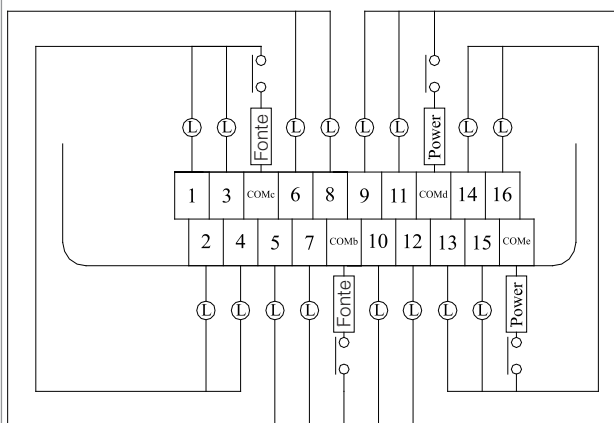 L L Fonte L L L L Power L L
1 3 COMc 6 8 9 11 COMd 14 16
2 4 5 7 COMb 10 12 13 15 COMe
L L L L Fonte L L L L Power